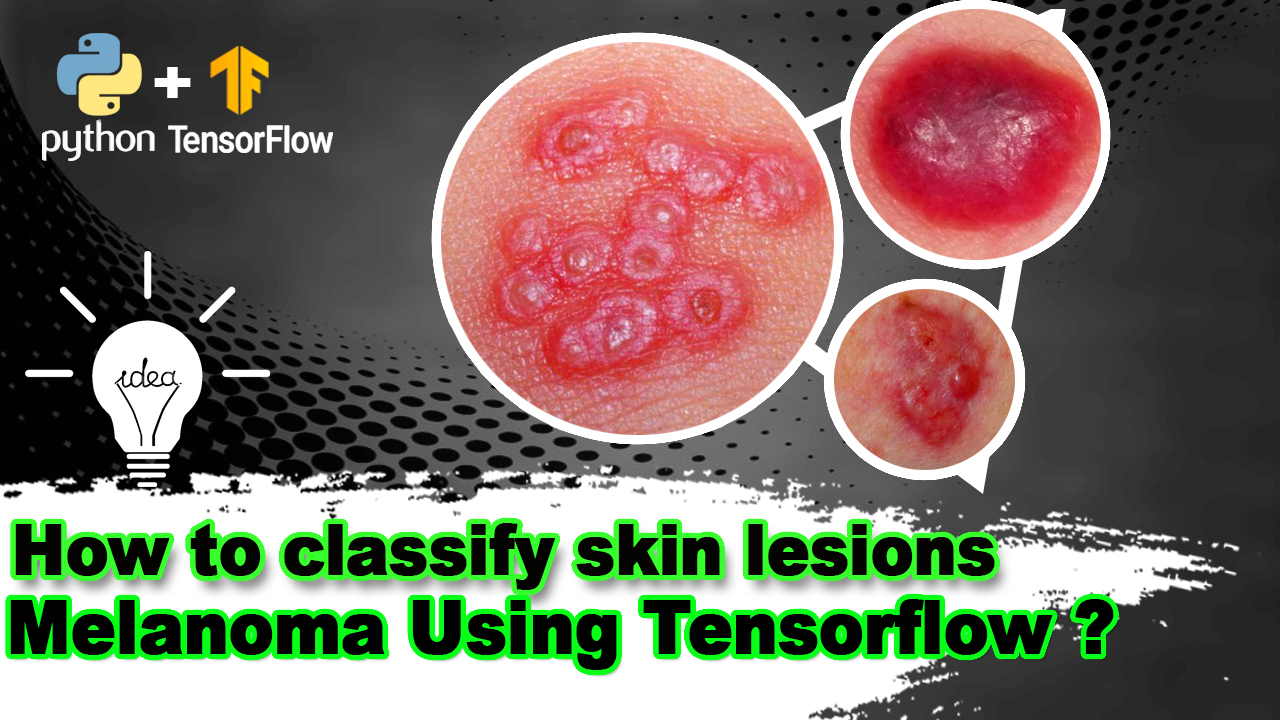 python TensorFlow
idea
How to classify skin lesions
Melanoma Using Tensorflow ?